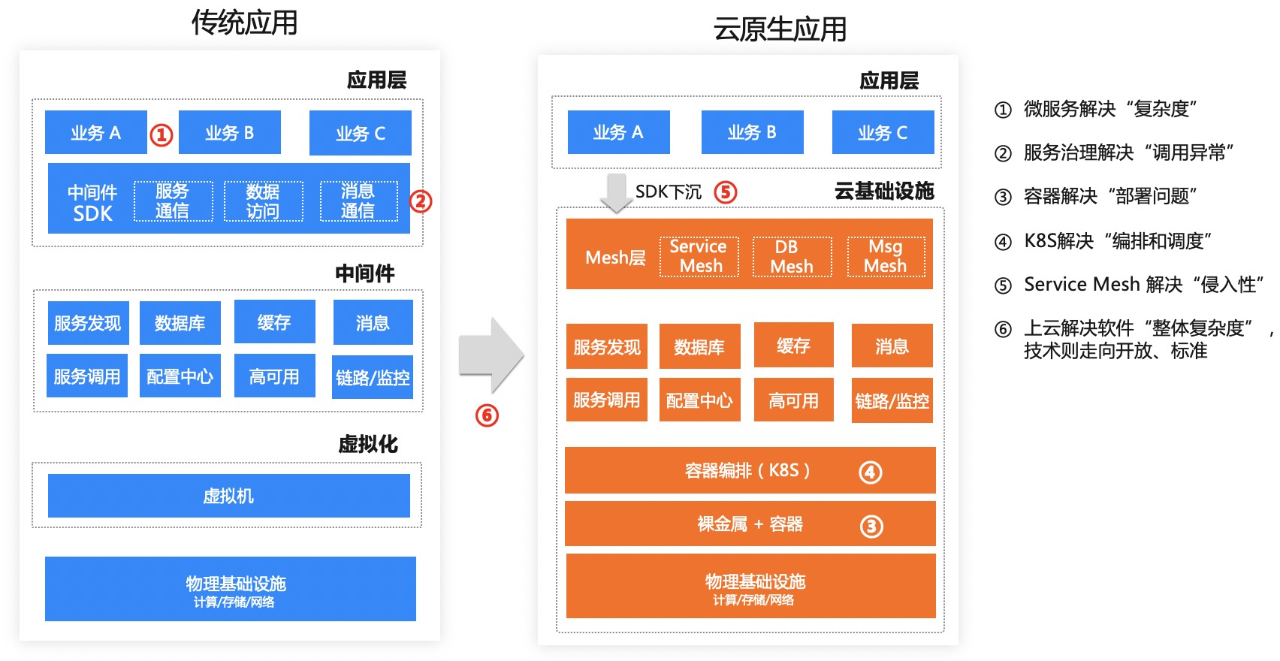 传统应用
应用层
业务 A
①
业务 B
业务 C
中间件
SDK
服务
通信
数据
访问
消息
通信
②
中间件
服务发现
数据库
缓存
消息
服务调用
配置中心
高可用
链路/监控
虚拟化
虚拟机
物理基础设施
计算/存储/网络
⑥
云原生应用
应用层
业务 A
业务 B
业务 C
SDK下沉
⑤
云基础设施
Mesh层
Service
Mesh
DB
Mesh
Msg
Mesh
服务发现
数据库
缓存
消息
服务调用
配置中心
高可用
链路/监控
容器编排（K8S）
④
裸金属 + 容器
③
物理基础设施
计算/存储/网络
① 微服务解决“复杂度”
② 服务治理解决“调用异常”
③ 容器解决“部署问题”
④ K8S解决“编排和调度”
⑤ Service Mesh 解决“侵入性”
⑥ 上云解决软件“整体复杂度”，
技术则走向开放、标准